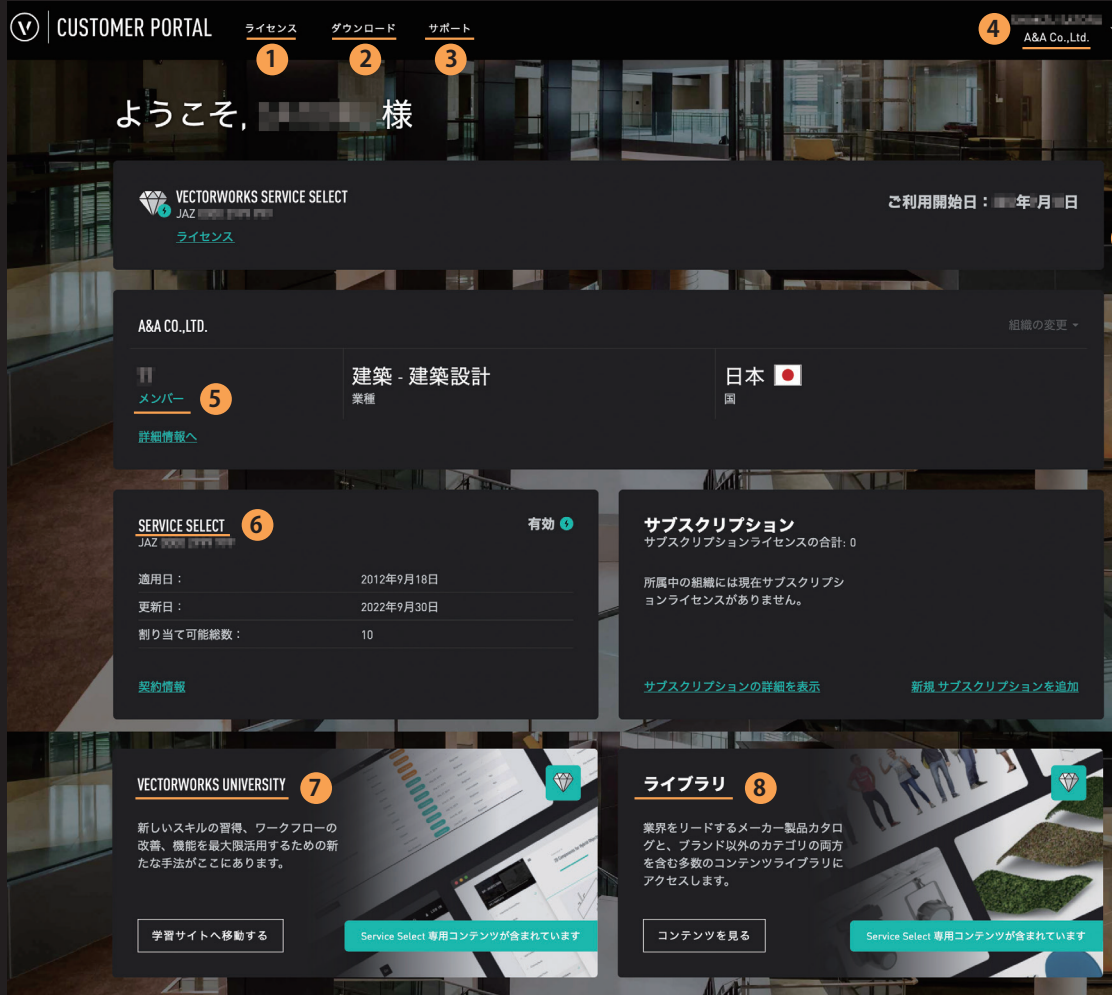 V CUSTOMER PORTAL ライセンス ダウンロード サポート
A&A Co.,Ltd.
1 2 3 4
ようこそ, 様
VECTORWORKS SERVICE SELECT
JAZ
ライセンス
ご利用開始日： 年 月 日
A&A CO.,LTD.
組織の変更
メンバー 5
建築 - 建築設計
業種
日本
国
詳細情報へ
SERVICE SELECT 6
JAZ
有効
適用日： 2012年9月18日
更新日： 2022年9月30日
割り当て可能総数： 10
契約情報
サブスクリプション
サブスクリプションライセンスの合計: 0
所属中の組織には現在サブスクリプシ
ョンライセンスがありません。
サブスクリプションの詳細を表示
新規 サブスクリプションを追加
VECTORWORKS UNIVERSITY 7
新しいスキルの習得、ワークフローの
改善、機能を最大限活用するための新
たな手法がここにあります。
学習サイトへ移動する
Service Select 専用コンテンツが含まれています
ライブラリ 8
業界をリードするメーカー製品カタロ
グと、ブランド以外のカテゴリの両方
を含む多数のコンテンツライブラリに
アクセスします。
コンテンツを見る
Service Select 専用コンテンツが含まれています